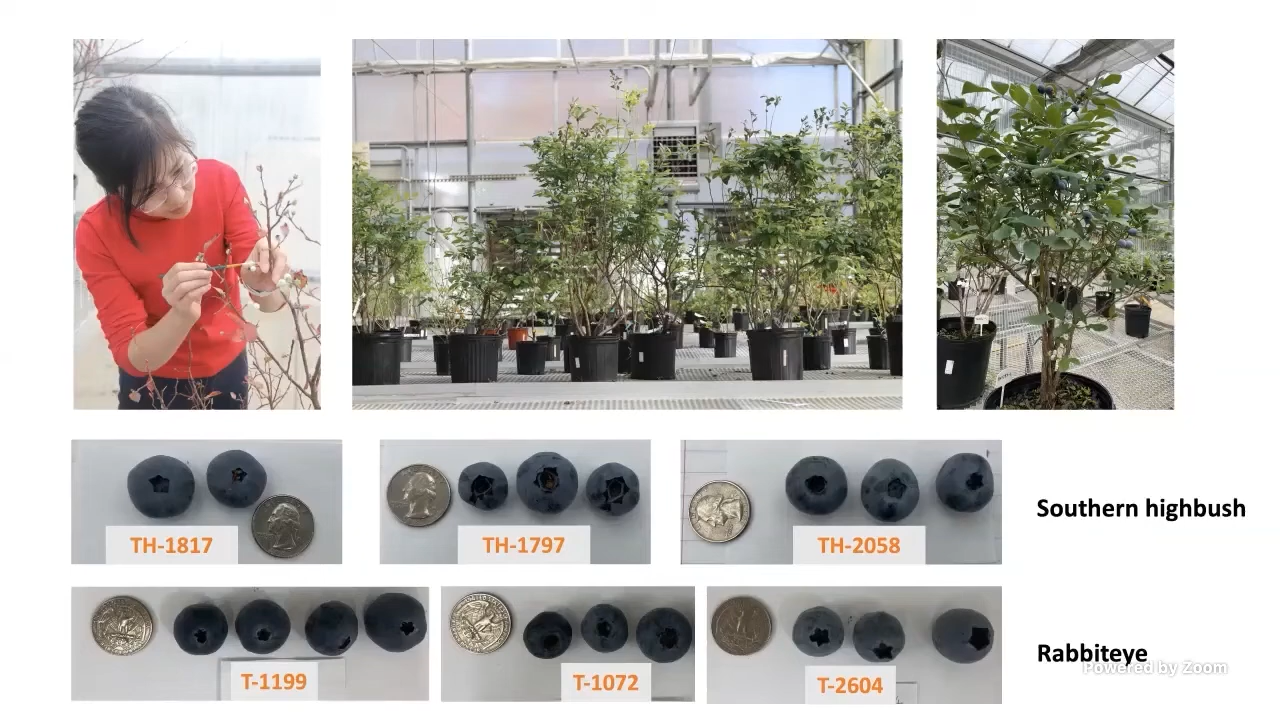 TH-1817
TH-1797
TH-2058
Southern highbush
T-1199
T-1072
T-2604
Rabbiteye
Powered by Zoom